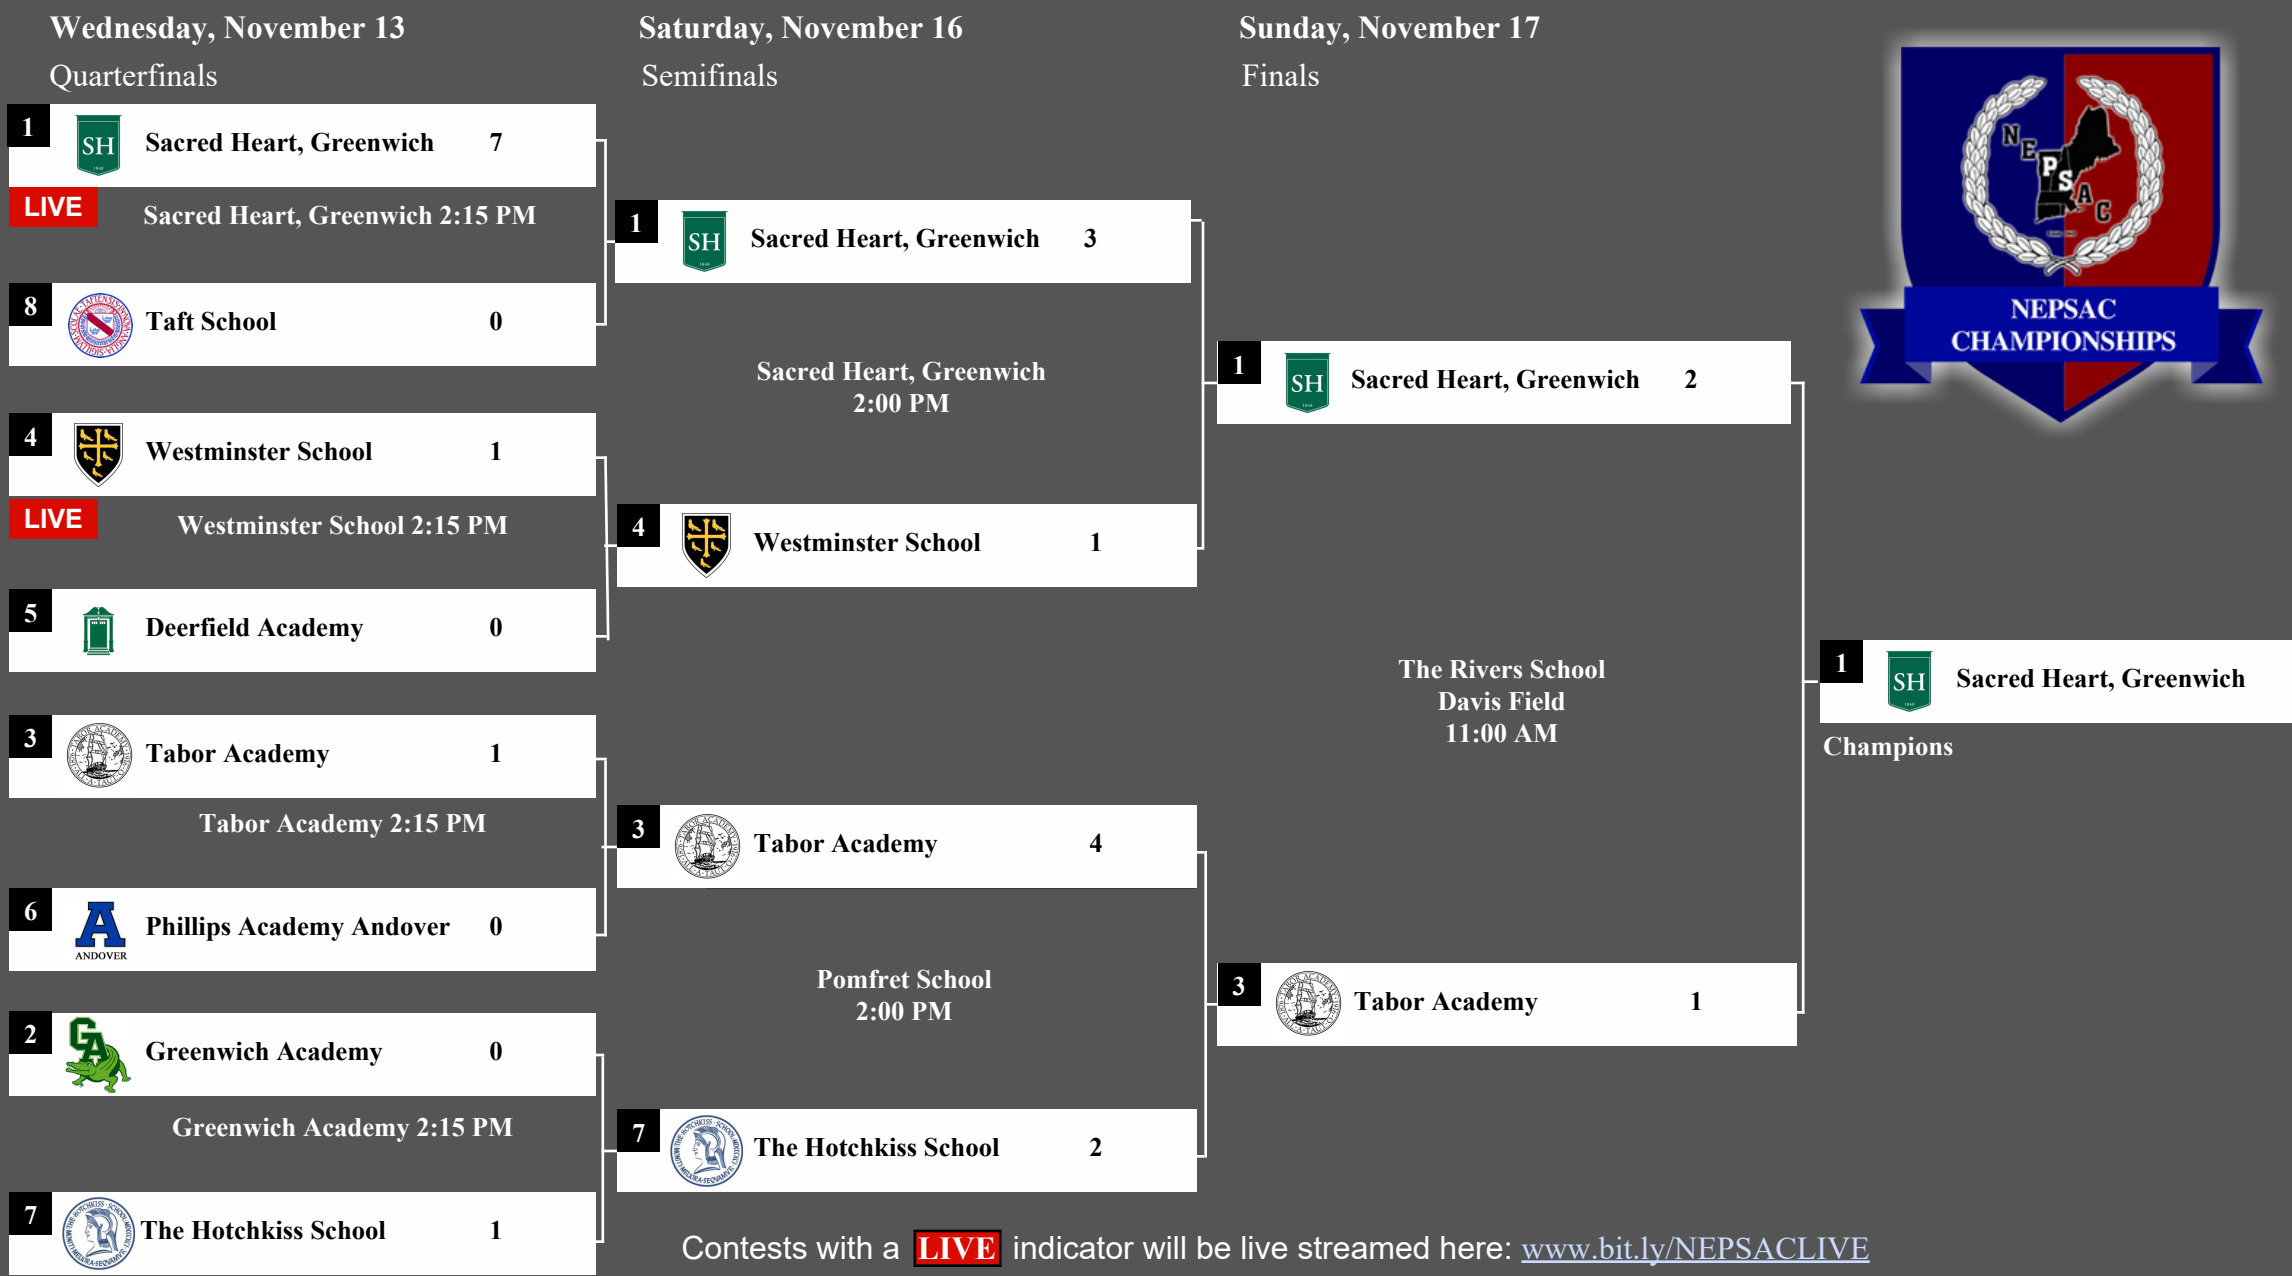 Wednesday, November 13
Quarterfinals
1
SH
Sacred Heart, Greenwich 7
LIVE
Sacred Heart, Greenwich 2:15 PM
8
Taft School 0
4
Westminster School 1
LIVE
Westminster School 2:15 PM
5
Deerfield Academy 0
3
Tabor Academy 1
Tabor Academy 2:15 PM
6
A
ANDOVER
Phillips Academy Andover 0
2
GA
Greenwich Academy 0
Greenwich Academy 2:15 PM
7
The Hotchkiss School 1
Saturday, November 16
Semifinals
1
SH
Sacred Heart, Greenwich 3
Sacred Heart, Greenwich
2:00 PM
4
Westminster School 1
3
Tabor Academy 4
Pomfret School
2:00 PM
7
The Hotchkiss School 2
Sunday, November 17
Finals
1
SH
Sacred Heart, Greenwich 2
The Rivers School
Davis Field
11:00 AM
3
Tabor Academy 1
NEPSAC
NEPSAC
CHAMPIONSHIPS
1
SH
Sacred Heart, Greenwich
Champions
Contests with a LIVE indicator will be live streamed here: www.bit.ly/NEPSACLIVE